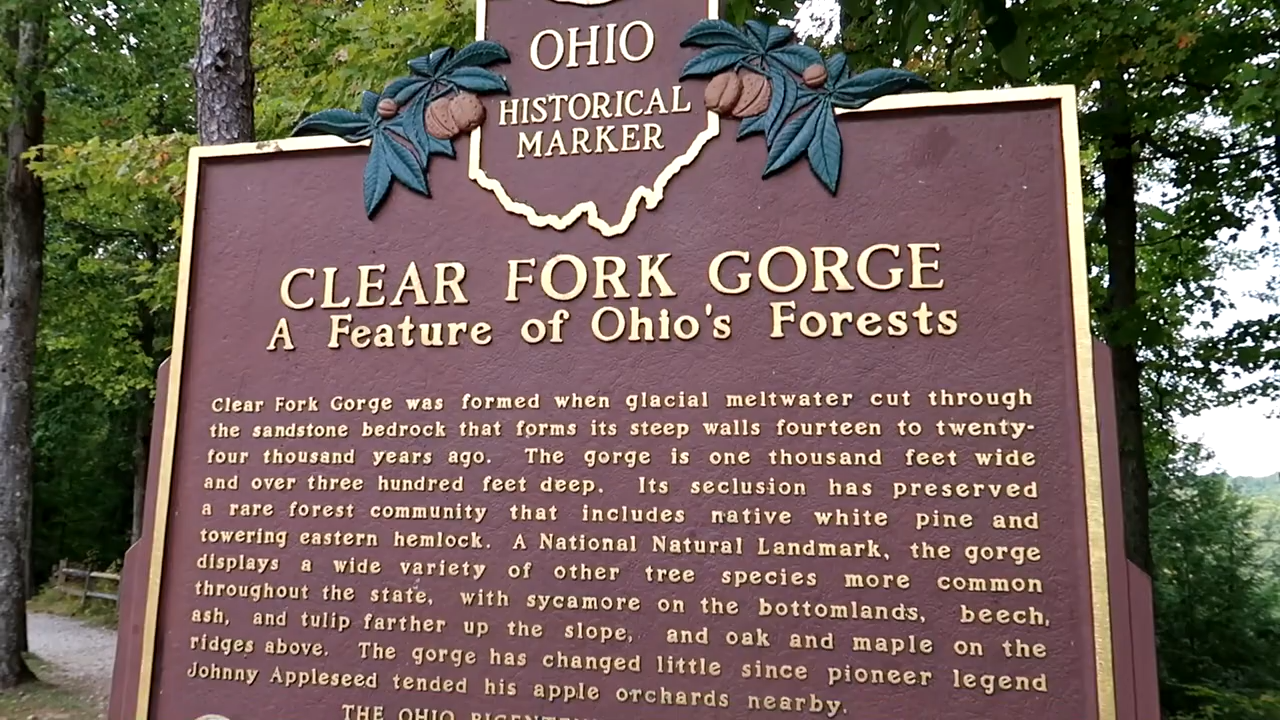 OHIO
HISTORICAL
MARKER
CLEAR FORK GORGE
A Feature of Ohio's Forests
Clear Fork Gorge was formed when glacial meltwater cut through
the sandstone bedrock that forms its steep walls fourteen to twenty-
four thousand years ago. The gorge is one thousand feet wide
and over three hundred feet deep. Its seclusion has preserved
a rare forest community that includes native white pine and
towering eastern hemlock. A National Natural Landmark, the gorge
displays a wide variety of other tree species more common
throughout the state, with sycamore on the bottomlands, beech,
ash, and tulip farther up the slope, and oak and maple on the
ridges above. The gorge has changed little since pioneer legend
Johnny Appleseed tended his apple orchards nearby.
THE OHIO